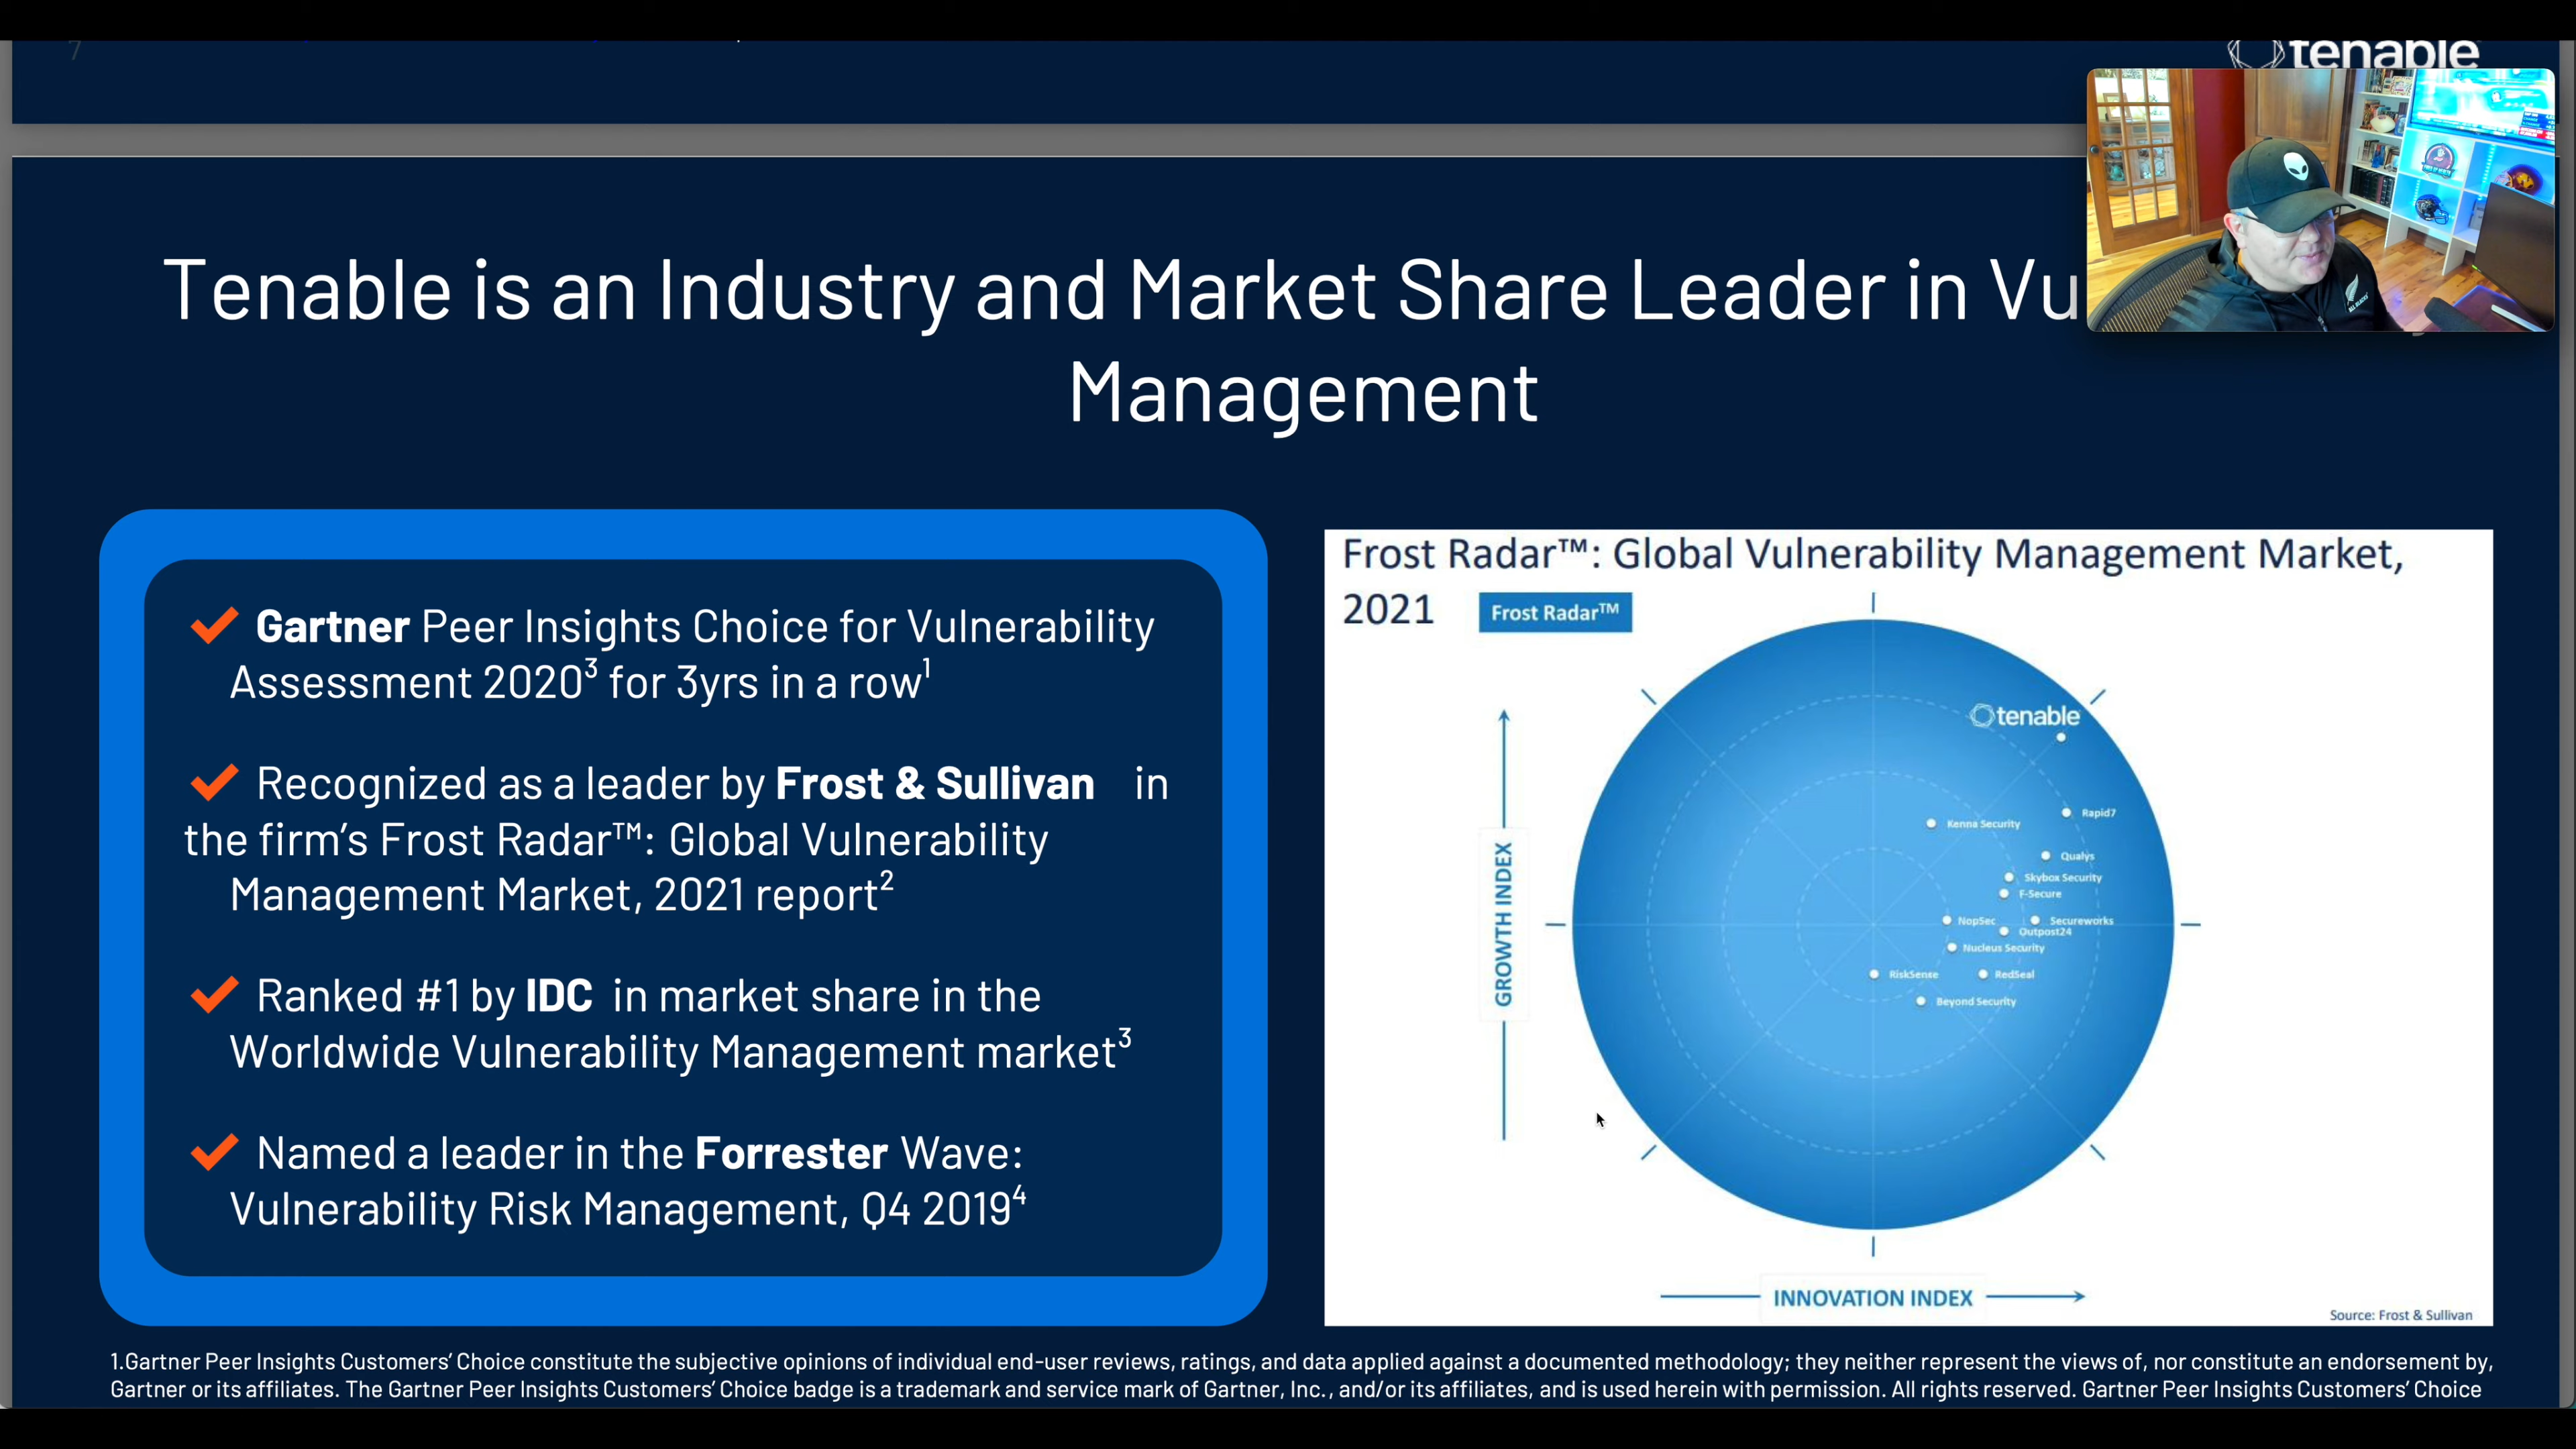 7
tenable
Tenable is an Industry and Market Share Leader in Vu
Management
Gartner Peer Insights Choice for Vulnerability
Assessment 2020³ for 3yrs in a row¹
Recognized as a leader by Frost & Sullivan in
the firm's Frost Radar™: Global Vulnerability
Management Market, 2021 report²
Ranked #1 by IDC in market share in the
Worldwide Vulnerability Management market³
Named a leader in the Forrester Wave:
Vulnerability Risk Management, Q4 2019⁴
Frost Radar™: Global Vulnerability Management Market,
2021
Frost Radar™
GROWTH INDEX
tenable
Rapid7
Kenna Security
Qualys
Skybox Security
F-Secure
NopSec
Secureworks
Outpost24
Nucleus Security
RiskSense
RedSeal
Beyond Security
INNOVATION INDEX
Source: Frost & Sullivan
1.Gartner Peer Insights Customers' Choice constitute the subjective opinions of individual end-user reviews, ratings, and data applied against a documented methodology; they neither represent the views of, nor constitute an endorsement by,
Gartner or its affiliates. The Gartner Peer Insights Customers' Choice badge is a trademark and service mark of Gartner, Inc., and/or its affiliates, and is used herein with permission. All rights reserved. Gartner Peer Insights Customers' Choice